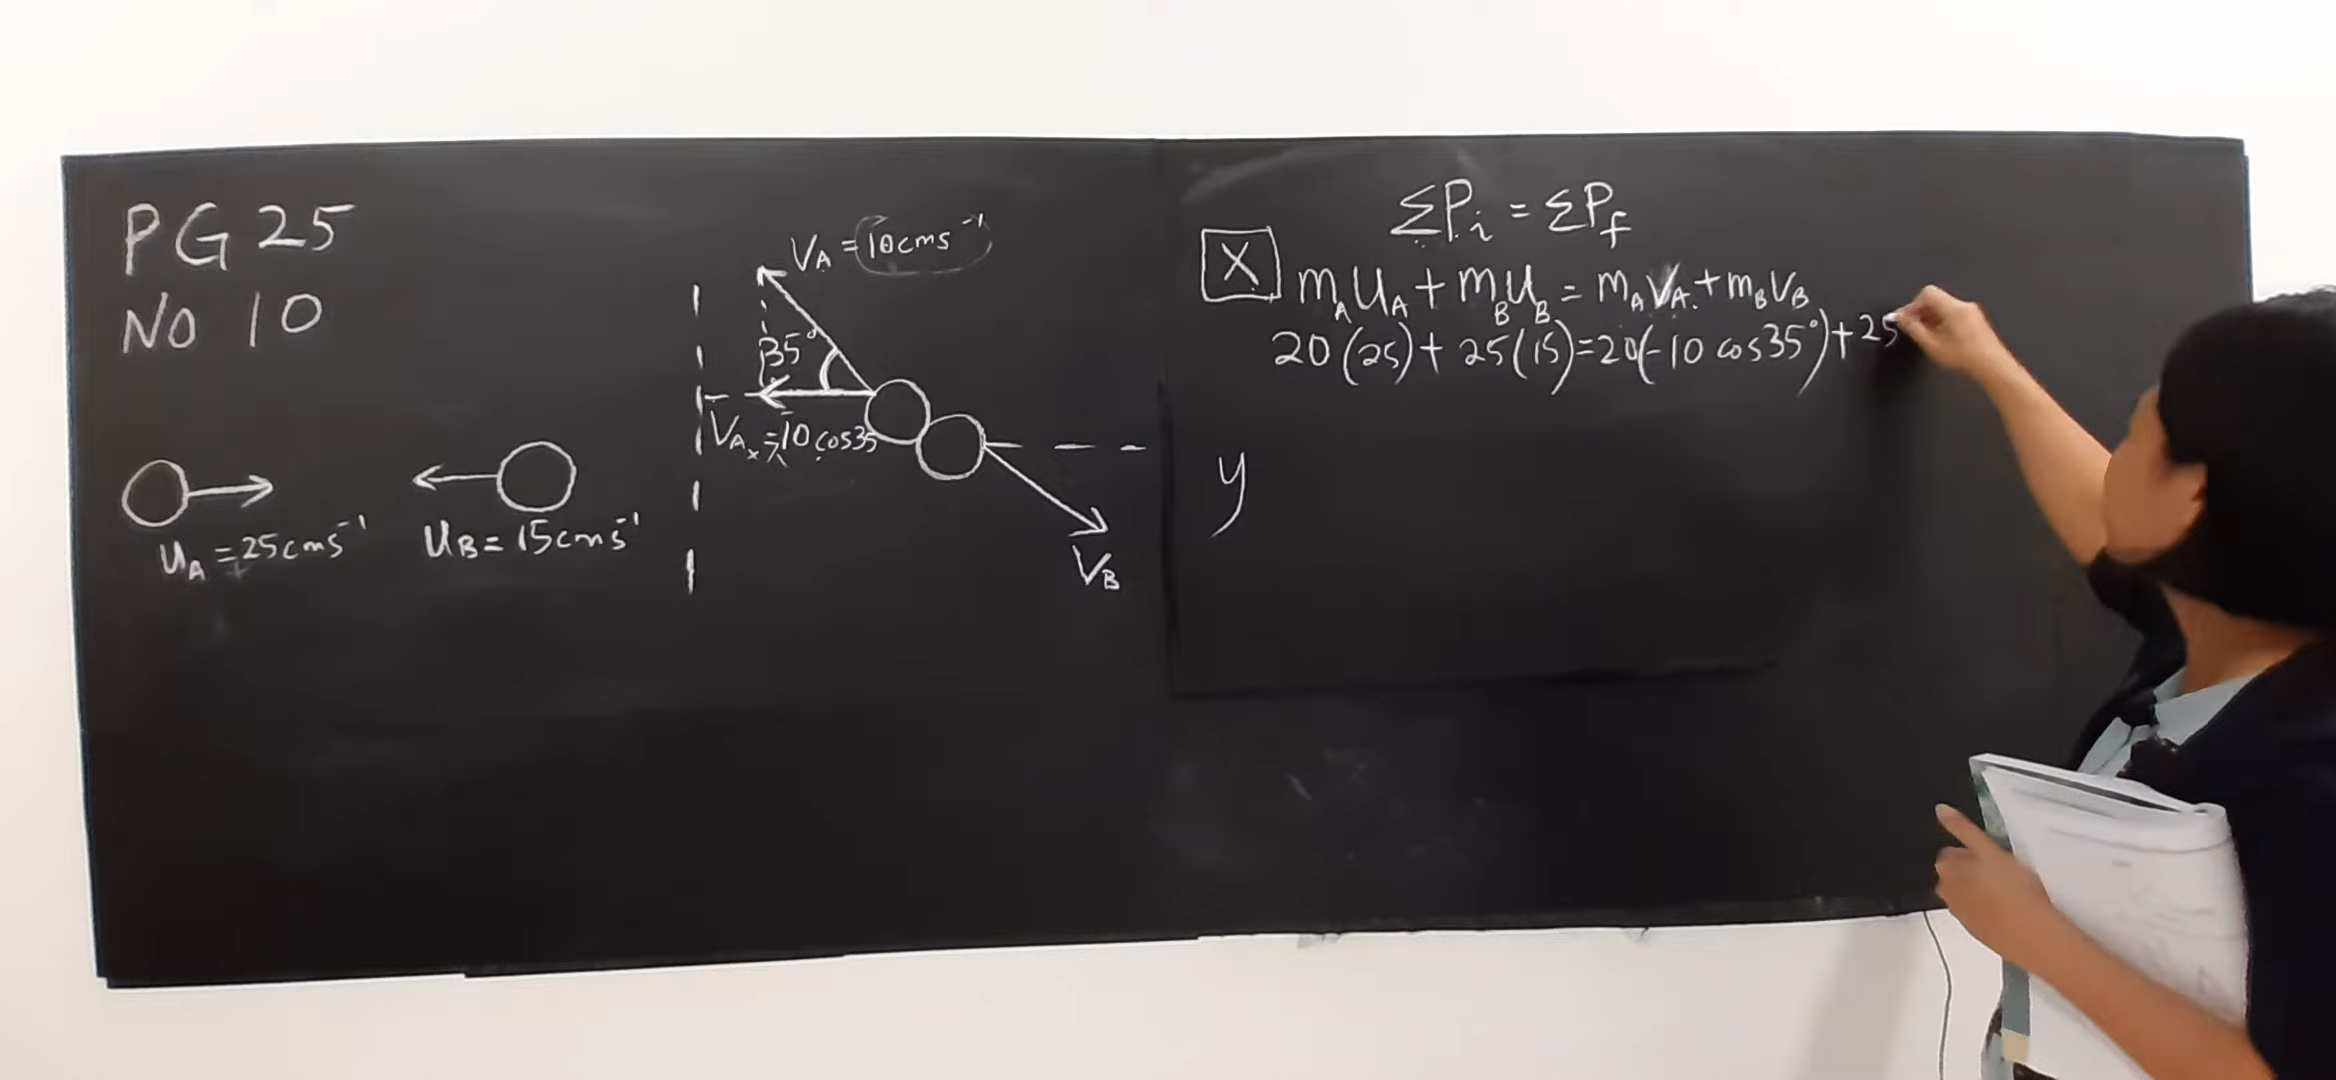 PG 25
NO 10
uA = 25cms⁻¹
uB = 15cms⁻¹
VA = 10cms⁻¹
35°
VAx = -10 cos35
VB
ΣPi = ΣPf
X
mAuA + mBuB = mAVA + mBVB
20(25) + 25(15) = 20(-10 cos35°) + 25
y